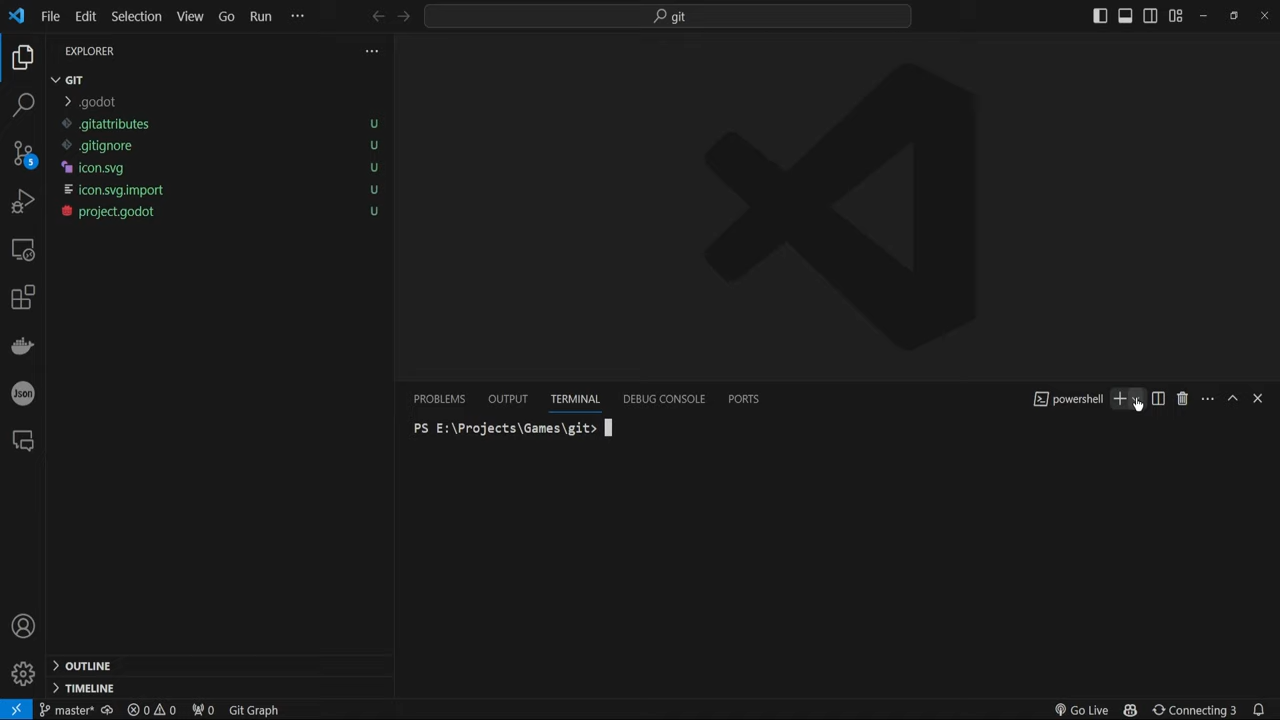 File Edit Selection View Go Run ··· git
EXPLORER ···
GIT
.godot
.gitattributes U
.gitignore U
5
icon.svg U
icon.svg.import U
project.godot U
Json
PROBLEMS OUTPUT TERMINAL DEBUG CONSOLE PORTS powershell ···
PS E:\Projects\Games\git>
OUTLINE
TIMELINE
master* 0 0 0 Git Graph Go Live Connecting 3